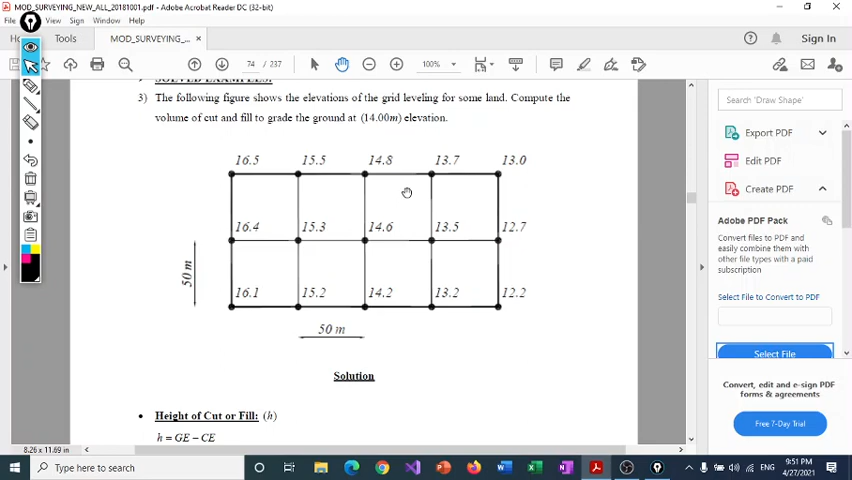 MOD_SURVEYING_NEW_ALL_20181001.pdf - Adobe Acrobat Reader DC (32-bit)
View Sign Window Help
Tools
MOD_SURVEYING_... ×
Sign In
74 / 237
100%
SOLVED EXAMPLES:
3) The following figure shows the elevations of the grid leveling for some land. Compute the
volume of cut and fill to grade the ground at (14.00m) elevation.
16.5 15.5 14.8 13.7 13.0
16.4 15.3 14.6 13.5 12.7
16.1 15.2 14.2 13.2 12.2
50 m
50 m
Solution
• Height of Cut or Fill: (h)
h = GE − CE
8.26 x 11.69 in
Search 'Draw Shape'
Export PDF
Edit PDF
Create PDF
Adobe PDF Pack
Convert files to PDF and
easily combine them with
other file types with a paid
subscription
Select File to Convert to PDF
Select File
Convert, edit and e-sign PDF
forms & agreements
Free 7-Day Trial
Type here to search
ENG
9:51 PM
4/27/2021